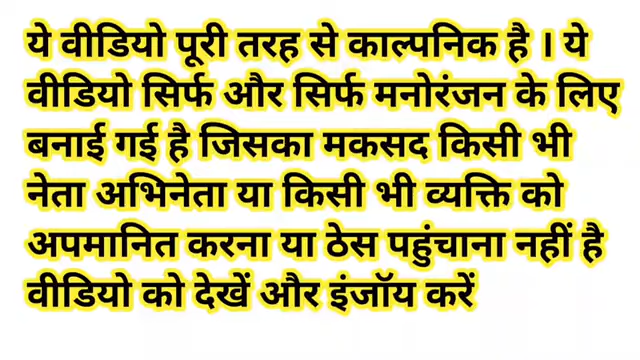 ये वीडियो पूरी तरह से काल्पनिक है । ये
वीडियो सिर्फ और सिर्फ मनोरंजन के लिए
बनाई गई है जिसका मकसद किसी भी
नेता अभिनेता या किसी भी व्यक्ति को
अपमानित करना या ठेस पहुंचाना नहीं है
वीडियो को देखें और इंजॉय करें